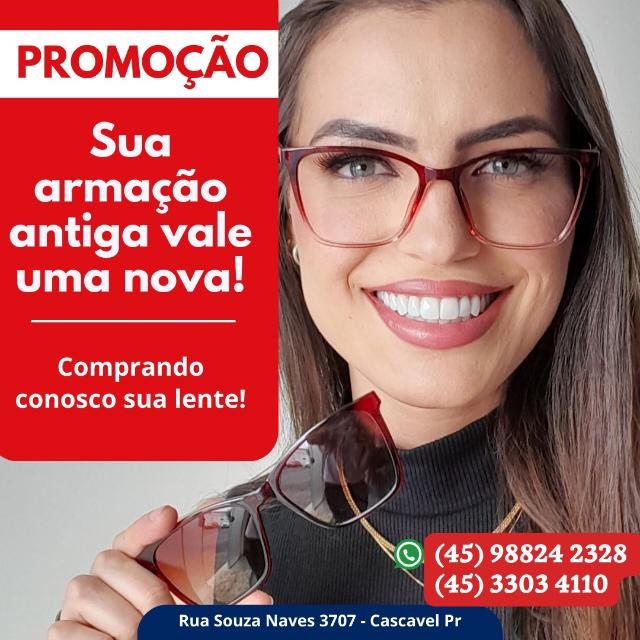 PROMOÇÃO
Sua
armação
antiga vale
uma nova!
Comprando
conosco sua lente!
(45) 98824 2328
(45) 3303 4110
Rua Souza Naves 3707 - Cascavel Pr